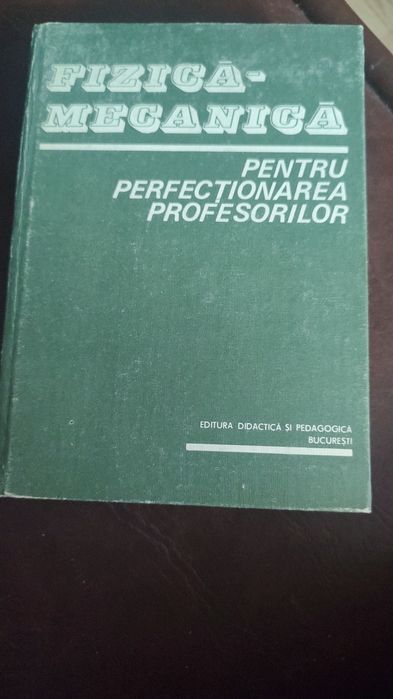 FIZICĂ-
MECANICĂ
PENTRU
PERFECȚIONAREA
PROFESORILOR
EDITURA DIDACTICĂ ȘI PEDAGOGICĂ
BUCUREȘTI